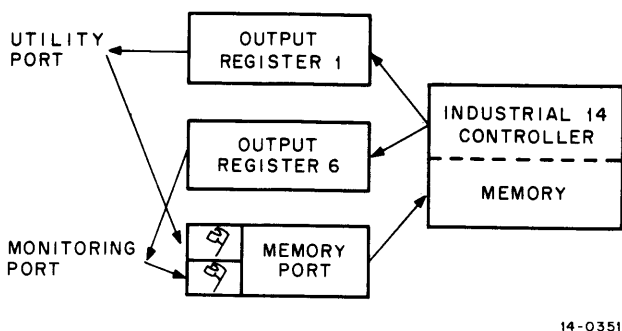 UTILITY
PORT
OUTPUT
REGISTER 1
INDUSTRIAL 14
CONTROLLER
MEMORY
OUTPUT
REGISTER 6
MONITORING
PORT
MEMORY
PORT
14-0351